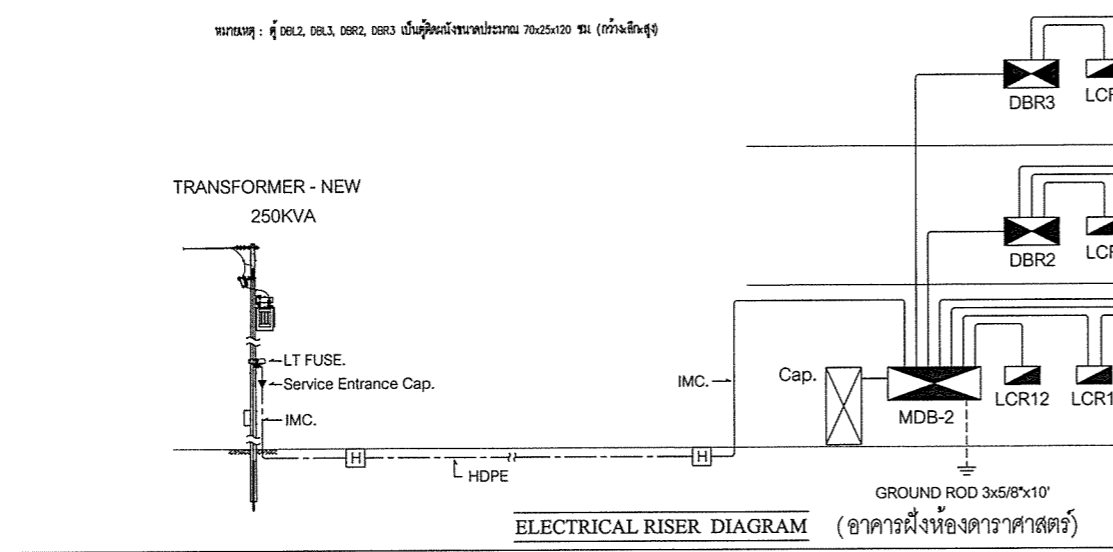 หมายเหตุ : ตู้ DBL2, DBL3, DBR2, DBR3 เป็นตู้ติดผนังขนาดประมาณ 70x25x120 ซม. (กว้างxลึกxสูง)
DBR3
LCR
TRANSFORMER - NEW
250KVA
DBR2
LCR
LT FUSE.
Service Entrance Cap.
IMC.
IMC.
Cap.
MDB-2
LCR12
LCR1
H
H
HDPE
GROUND ROD 3x5/8"x10'
ELECTRICAL RISER DIAGRAM (อาคารฝั่งห้องดาราศาสตร์)